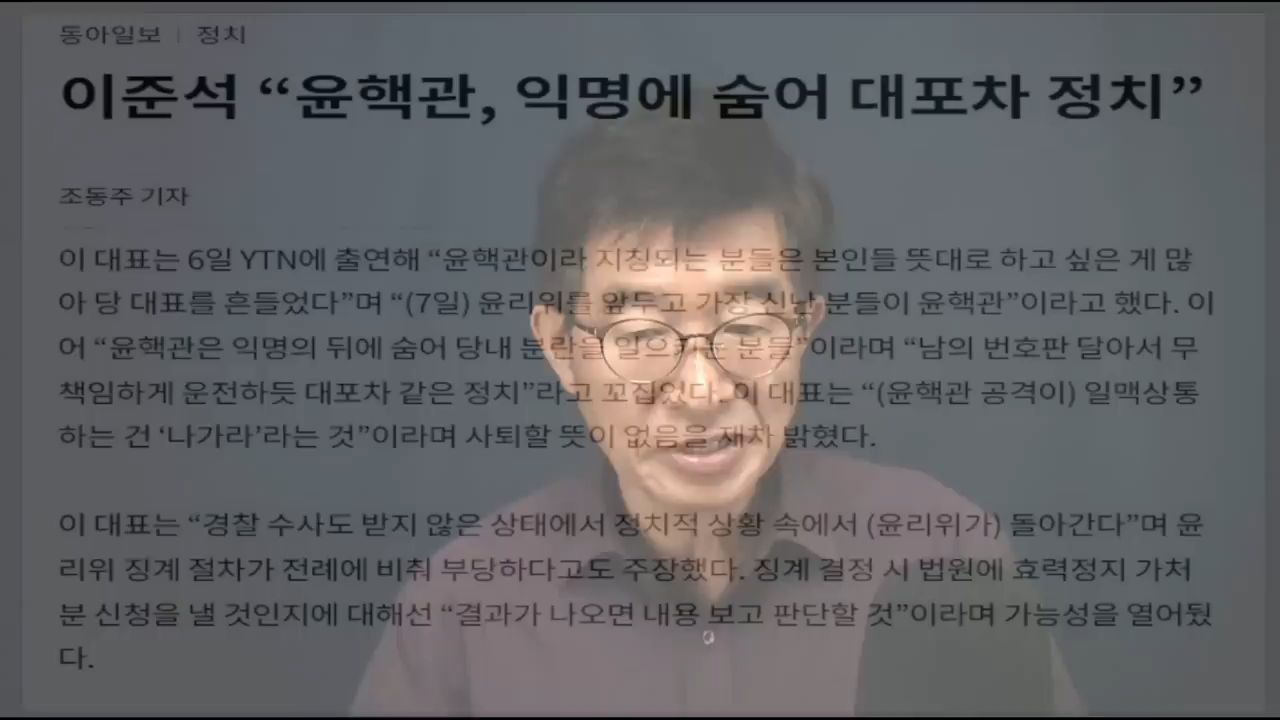 동아일보 | 정치
이준석 “윤핵관, 익명에 숨어 대포차 정치”
조동주 기자
이 대표는 6일 YTN에 출연해 “윤핵관이라 지칭되는 분들은 본인들 뜻대로 하고 싶은 게 많
아 당 대표를 흔들었다”며 “(7일) 윤리위를 앞두고 가장 신난 분들이 윤핵관”이라고 했다. 이
어 “윤핵관은 익명의 뒤에 숨어 당내 분란을 일으키는 분들”이라며 “남의 번호판 달아서 무
책임하게 운전하듯 대포차 같은 정치”라고 꼬집었다. 이 대표는 “(윤핵관 공격이) 일맥상통
하는 건 ‘나가라’라는 것”이라며 사퇴할 뜻이 없음을 재차 밝혔다.
이 대표는 “경찰 수사도 받지 않은 상태에서 정치적 상황 속에서 (윤리위가) 돌아간다”며 윤
리위 징계 절차가 전례에 비춰 부당하다고도 주장했다. 징계 결정 시 법원에 효력정지 가처
분 신청을 낼 것인지에 대해선 “결과가 나오면 내용 보고 판단할 것”이라며 가능성을 열어뒀
다.